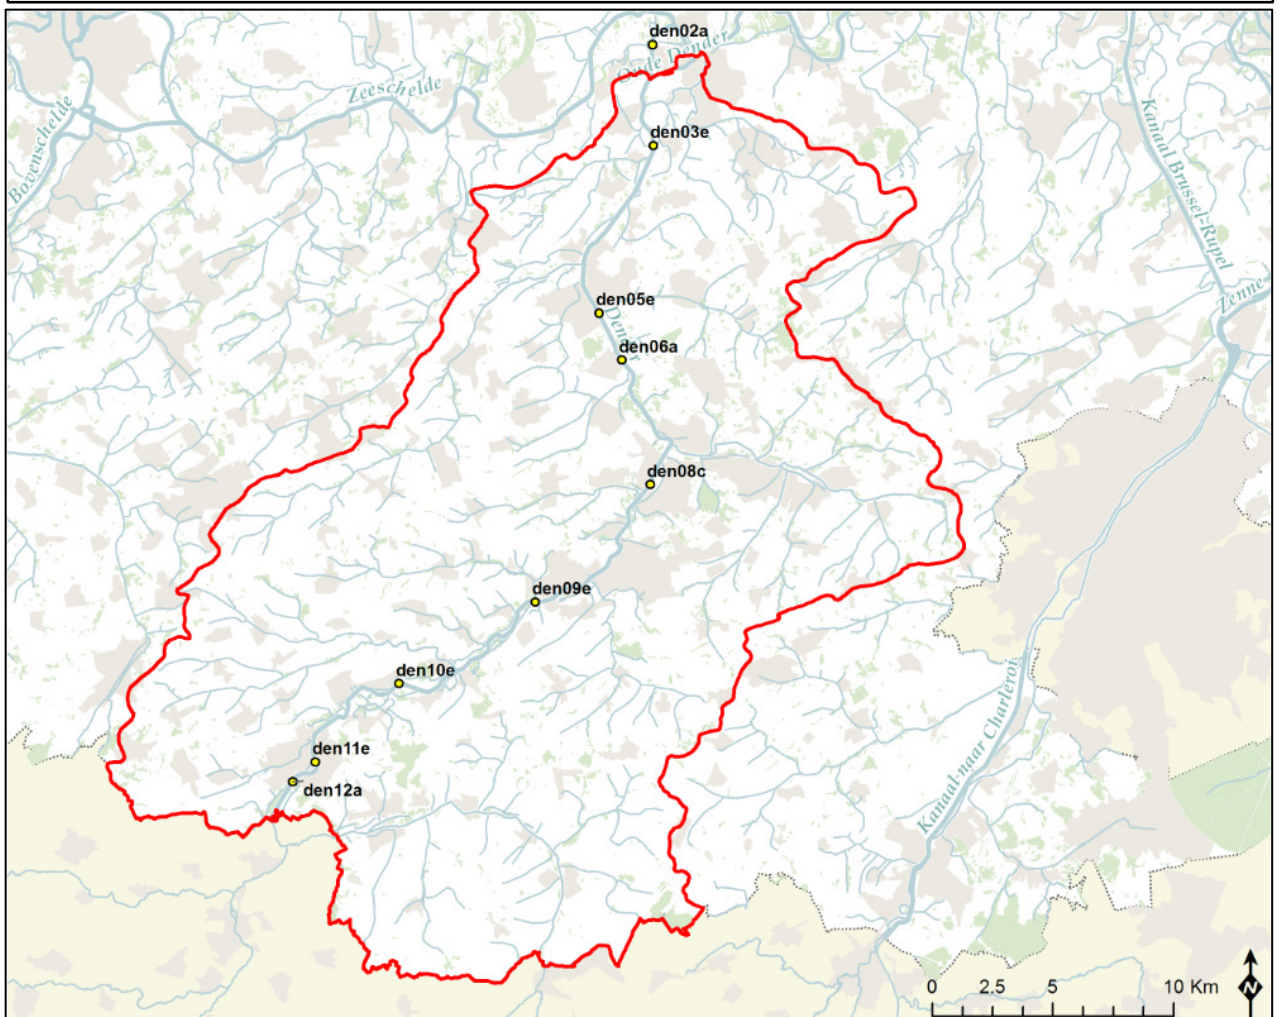 den02a
Oude Dender
Zeeschelde
Bovenschelde
Kanaal Brussel-Rupel
den03e
Zenne
den05e
Dender
den06a
den08c
den09e
den10e
Kanaal naar Charleroi
den11e
den12a
0 2.5 5 10 Km
N